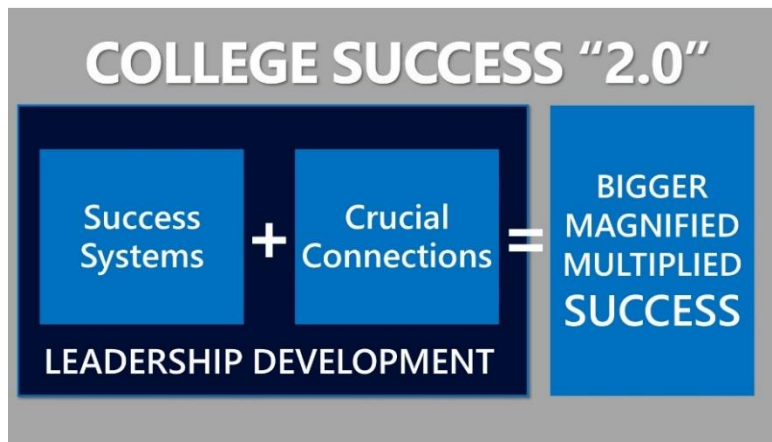 COLLEGE SUCCESS “2.0”
Success
Systems
+
Crucial
Connections
=
BIGGER
MAGNIFIED
MULTIPLIED
SUCCESS
LEADERSHIP DEVELOPMENT